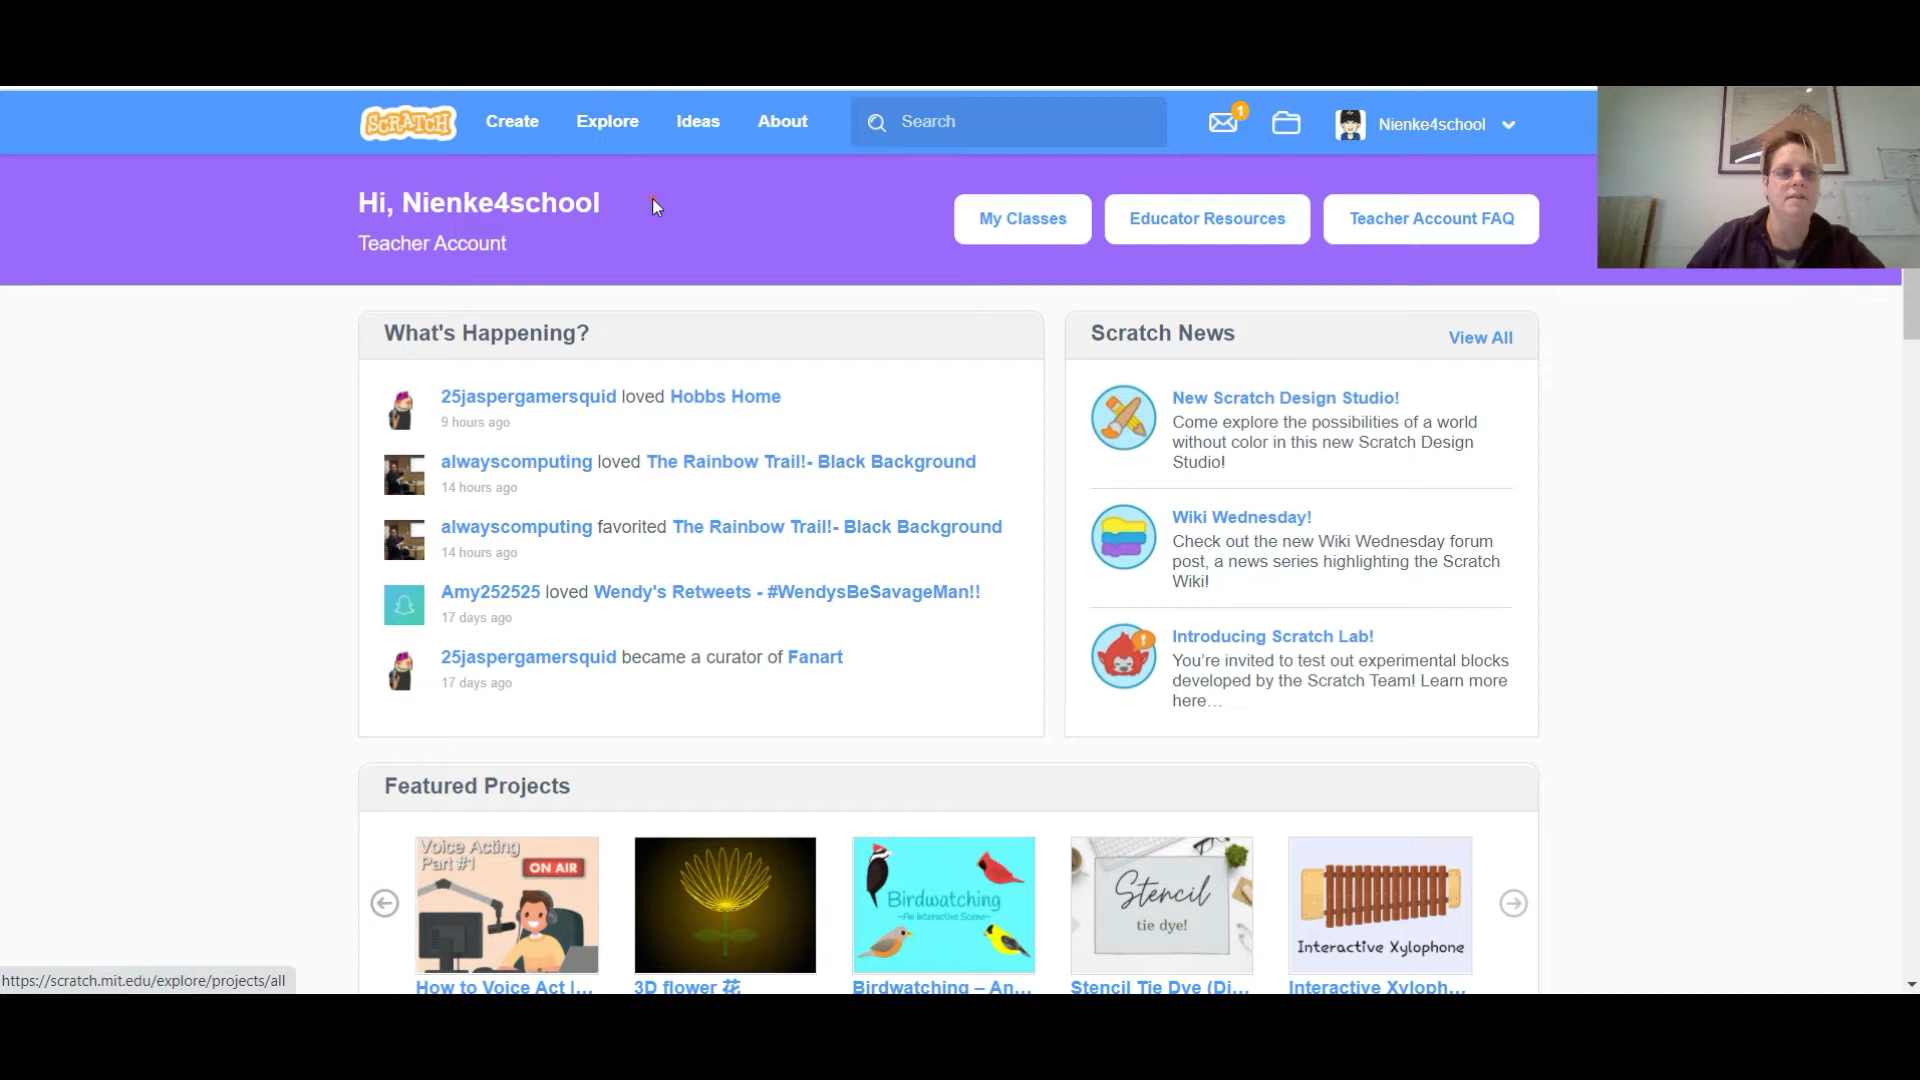 SCRATCH Create Explore Ideas About Search 1 Nienke4school
Hi, Nienke4school
Teacher Account
My Classes Educator Resources Teacher Account FAQ
What's Happening?
25jaspergamersquid loved Hobbs Home
9 hours ago
alwayscomputing loved The Rainbow Trail!- Black Background
14 hours ago
alwayscomputing favorited The Rainbow Trail!- Black Background
14 hours ago
Amy252525 loved Wendy's Retweets - #WendysBeSavageMan!!
17 days ago
25jaspergamersquid became a curator of Fanart
17 days ago
Scratch News View All
New Scratch Design Studio!
Come explore the possibilities of a world
without color in this new Scratch Design
Studio!
Wiki Wednesday!
Check out the new Wiki Wednesday forum
post, a news series highlighting the Scratch
Wiki!
Introducing Scratch Lab!
You’re invited to test out experimental blocks
developed by the Scratch Team! Learn more
here…
Featured Projects
Voice Acting
Part #1
ON AIR
Birdwatching
~An Interactive Scene~
Stencil
tie dye!
Interactive Xylophone
How to Voice Act |... 3D flower 花 Birdwatching – An... Stencil Tie Dye (Di... Interactive Xyloph...
https://scratch.mit.edu/explore/projects/all